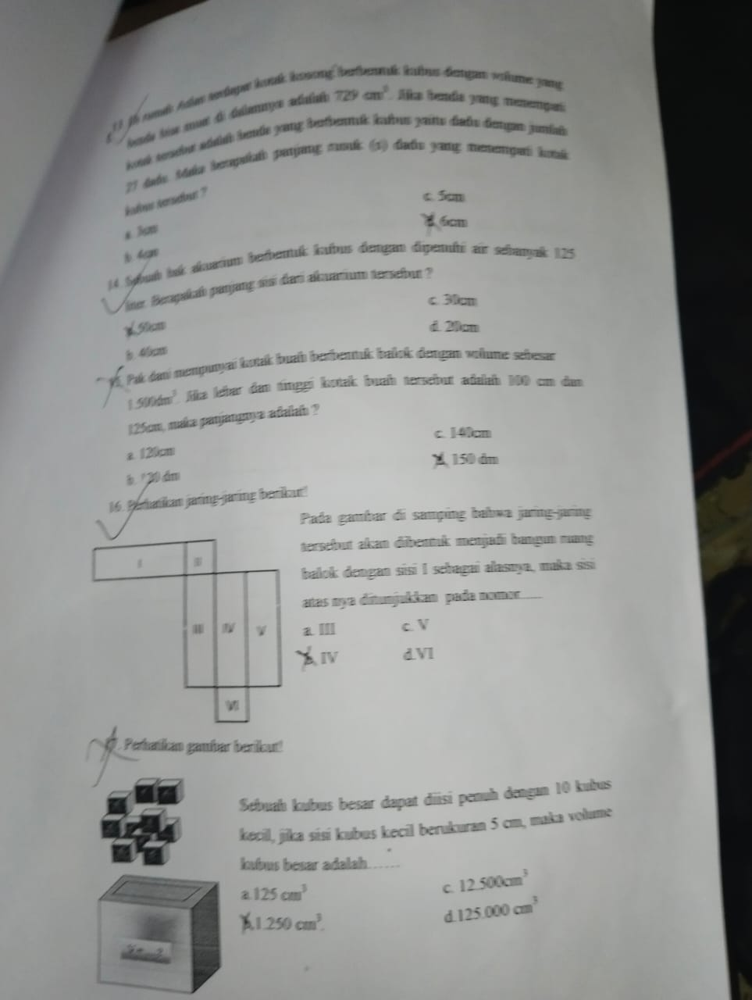 13. Di rumah Adan terdapat kotak kosong berbentuk kubus dengan volume yang
benda bisa muat di dalamnya adalah 729 cm³. Jika benda yang menempati
kotak tersebut adalah benda yang berbentuk kubus yaitu dadu dengan jumlah
27 dadu. Maka berapakah panjang rusuk (s) dadu yang menempati kotak
kubus tersebut ?
a. 3cm
c. 5cm
b. 4cm
d. 6cm
14. Sebuah bak akuarium berbentuk kubus dengan dipenuhi air sebanyak 125
liter. Berapakah panjang sisi dari akuarium tersebut ?
a. 50cm
c. 30cm
b. 40cm
d. 20cm
15. Pak dani mempunyai kotak buah berbentuk balok dengan volume sebesar
1.500dm³. Jika lebar dan tinggi kotak buah tersebut adalah 100 cm dan
125cm, maka panjangnya adalah ?
a. 120cm
c. 140cm
b. 120 dm
d. 150 dm
16. Perhatikan jaring-jaring berikut!
I
II
III
IV
V
VI
Pada gambar di samping bahwa jaring-jaring
tersebut akan dibentuk menjadi bangun ruang
balok dengan sisi I sebagai alasnya, maka sisi
atas nya ditunjukkan pada nomor......
a. III
c. V
b. IV
d.VI
. Perhatikan gambar berikut!
Sebuah kubus besar dapat diisi penuh dengan 10 kubus
kecil, jika sisi kubus kecil berukuran 5 cm, maka volume
kubus besar adalah......
a.125 cm³
c. 12.500cm³
b.1.250 cm³.
d.125.000 cm³